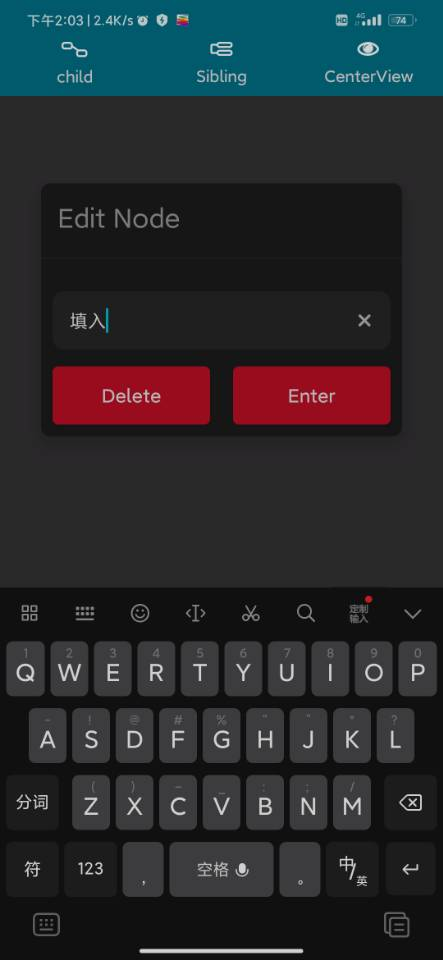 下午2:03 | 2.4K/s
HD 4G 74
child Sibling CenterView
Edit Node
填入
Delete Enter
定制
输入
1 2 3 4 5 6 7 8 9 0
Q W E R T Y U I O P
A S D F G H J K L
分词 Z X C V B N M
符 123 , 空格 。 中/英